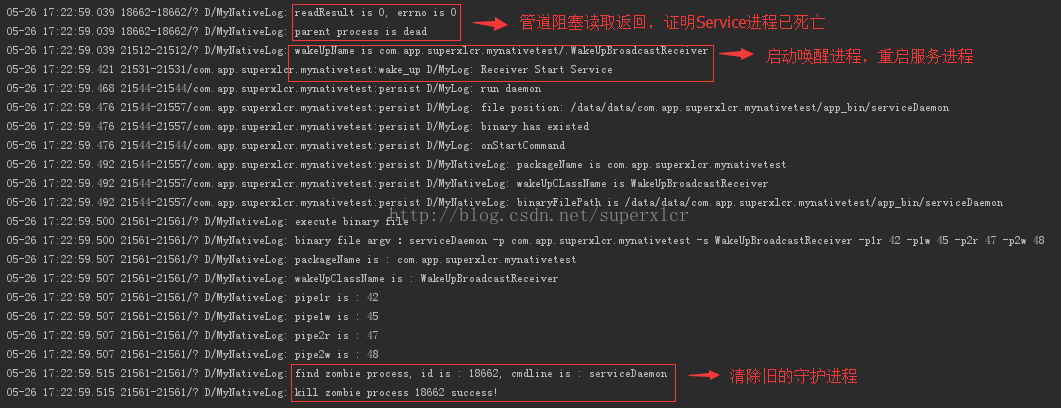 05-26 17:22:59.039 18662-18662/? D/MyNativeLog: readResult is 0, errno is 0
管道阻塞读取返回，证明Service进程已死亡
05-26 17:22:59.039 18662-18662/? D/MyNativeLog: parent process is dead
05-26 17:22:59.039 21512-21512/? D/MyNativeLog: wakeUpName is com.app.superxlcr.mynativetest/.WakeUpBroadcastReceiver
启动唤醒进程，重启服务进程
05-26 17:22:59.421 21531-21531/com.app.superxlcr.mynativetest:wake_up D/MyLog: Receiver Start Service
05-26 17:22:59.468 21544-21544/com.app.superxlcr.mynativetest:persist D/MyLog: run daemon
05-26 17:22:59.476 21544-21557/com.app.superxlcr.mynativetest:persist D/MyLog: file position: /data/data/com.app.superxlcr.mynativetest/app_bin/serviceDaemon
05-26 17:22:59.476 21544-21557/com.app.superxlcr.mynativetest:persist D/MyLog: binary has existed
05-26 17:22:59.476 21544-21544/com.app.superxlcr.mynativetest:persist D/MyLog: onStartCommand
05-26 17:22:59.492 21544-21557/com.app.superxlcr.mynativetest:persist D/MyNativeLog: packageName is com.app.superxlcr.mynativetest
05-26 17:22:59.492 21544-21557/com.app.superxlcr.mynativetest:persist D/MyNativeLog: wakeUpCLassName is WakeUpBroadcastReceiver
05-26 17:22:59.492 21544-21557/com.app.superxlcr.mynativetest:persist D/MyNativeLog: binaryFilePath is /data/data/com.app.superxlcr.mynativetest/app_bin/serviceDaemon
http://blog.csdn.net/superxlcr
05-26 17:22:59.500 21561-21561/? D/MyNativeLog: execute binary file
05-26 17:22:59.500 21561-21561/? D/MyNativeLog: binary file argv : serviceDaemon -p com.app.superxlcr.mynativetest -s WakeUpBroadcastReceiver -p1r 42 -p1w 45 -p2r 47 -p2w 48
05-26 17:22:59.507 21561-21561/? D/MyNativeLog: packageName is : com.app.superxlcr.mynativetest
05-26 17:22:59.507 21561-21561/? D/MyNativeLog: wakeUpClassName is : WakeUpBroadcastReceiver
05-26 17:22:59.507 21561-21561/? D/MyNativeLog: pipe1r is : 42
05-26 17:22:59.507 21561-21561/? D/MyNativeLog: pipe1w is : 45
05-26 17:22:59.507 21561-21561/? D/MyNativeLog: pipe2r is : 47
05-26 17:22:59.507 21561-21561/? D/MyNativeLog: pipe2w is : 48
05-26 17:22:59.515 21561-21561/? D/MyNativeLog: find zombie process, id is : 18662, cmdline is : serviceDaemon
清除旧的守护进程
05-26 17:22:59.515 21561-21561/? D/MyNativeLog: kill zombie process 18662 success!